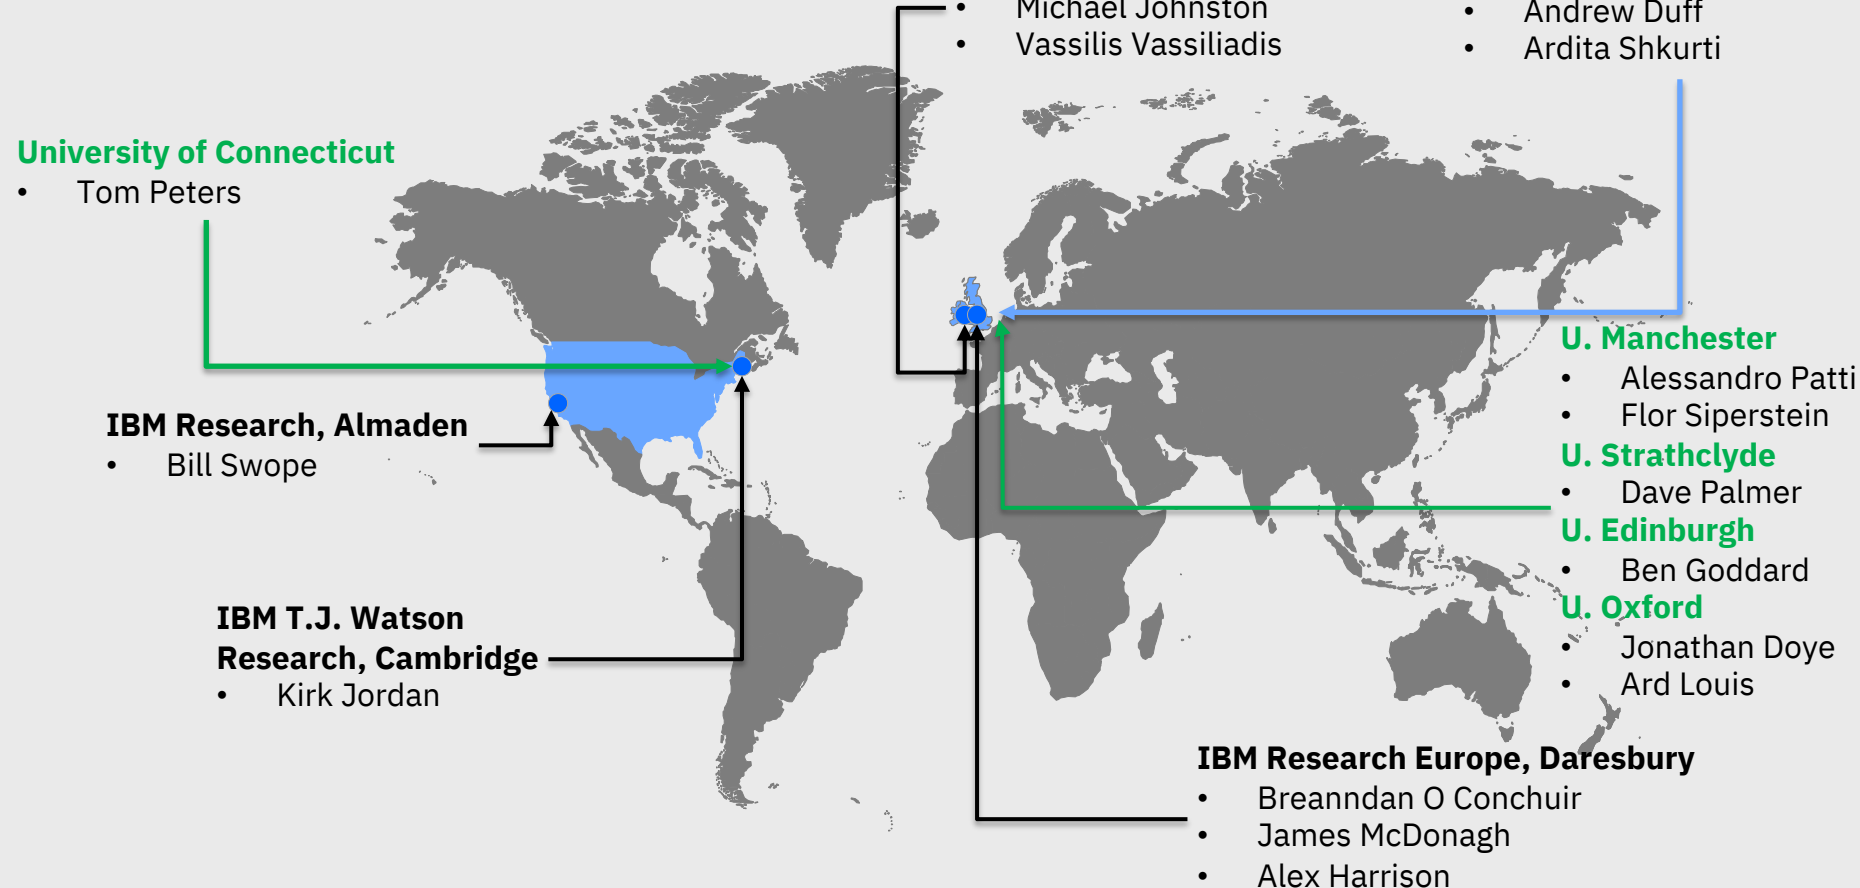 • Michael Johnston
• Vassilis Vassiliadis
• Andrew Duff
• Ardita Shkurti
University of Connecticut
• Tom Peters
IBM Research, Almaden
• Bill Swope
IBM T.J. Watson
Research, Cambridge
• Kirk Jordan
U. Manchester
• Alessandro Patti
• Flor Siperstein
U. Strathclyde
• Dave Palmer
U. Edinburgh
• Ben Goddard
U. Oxford
• Jonathan Doye
• Ard Louis
IBM Research Europe, Daresbury
• Breanndan O Conchuir
• James McDonagh
• Alex Harrison